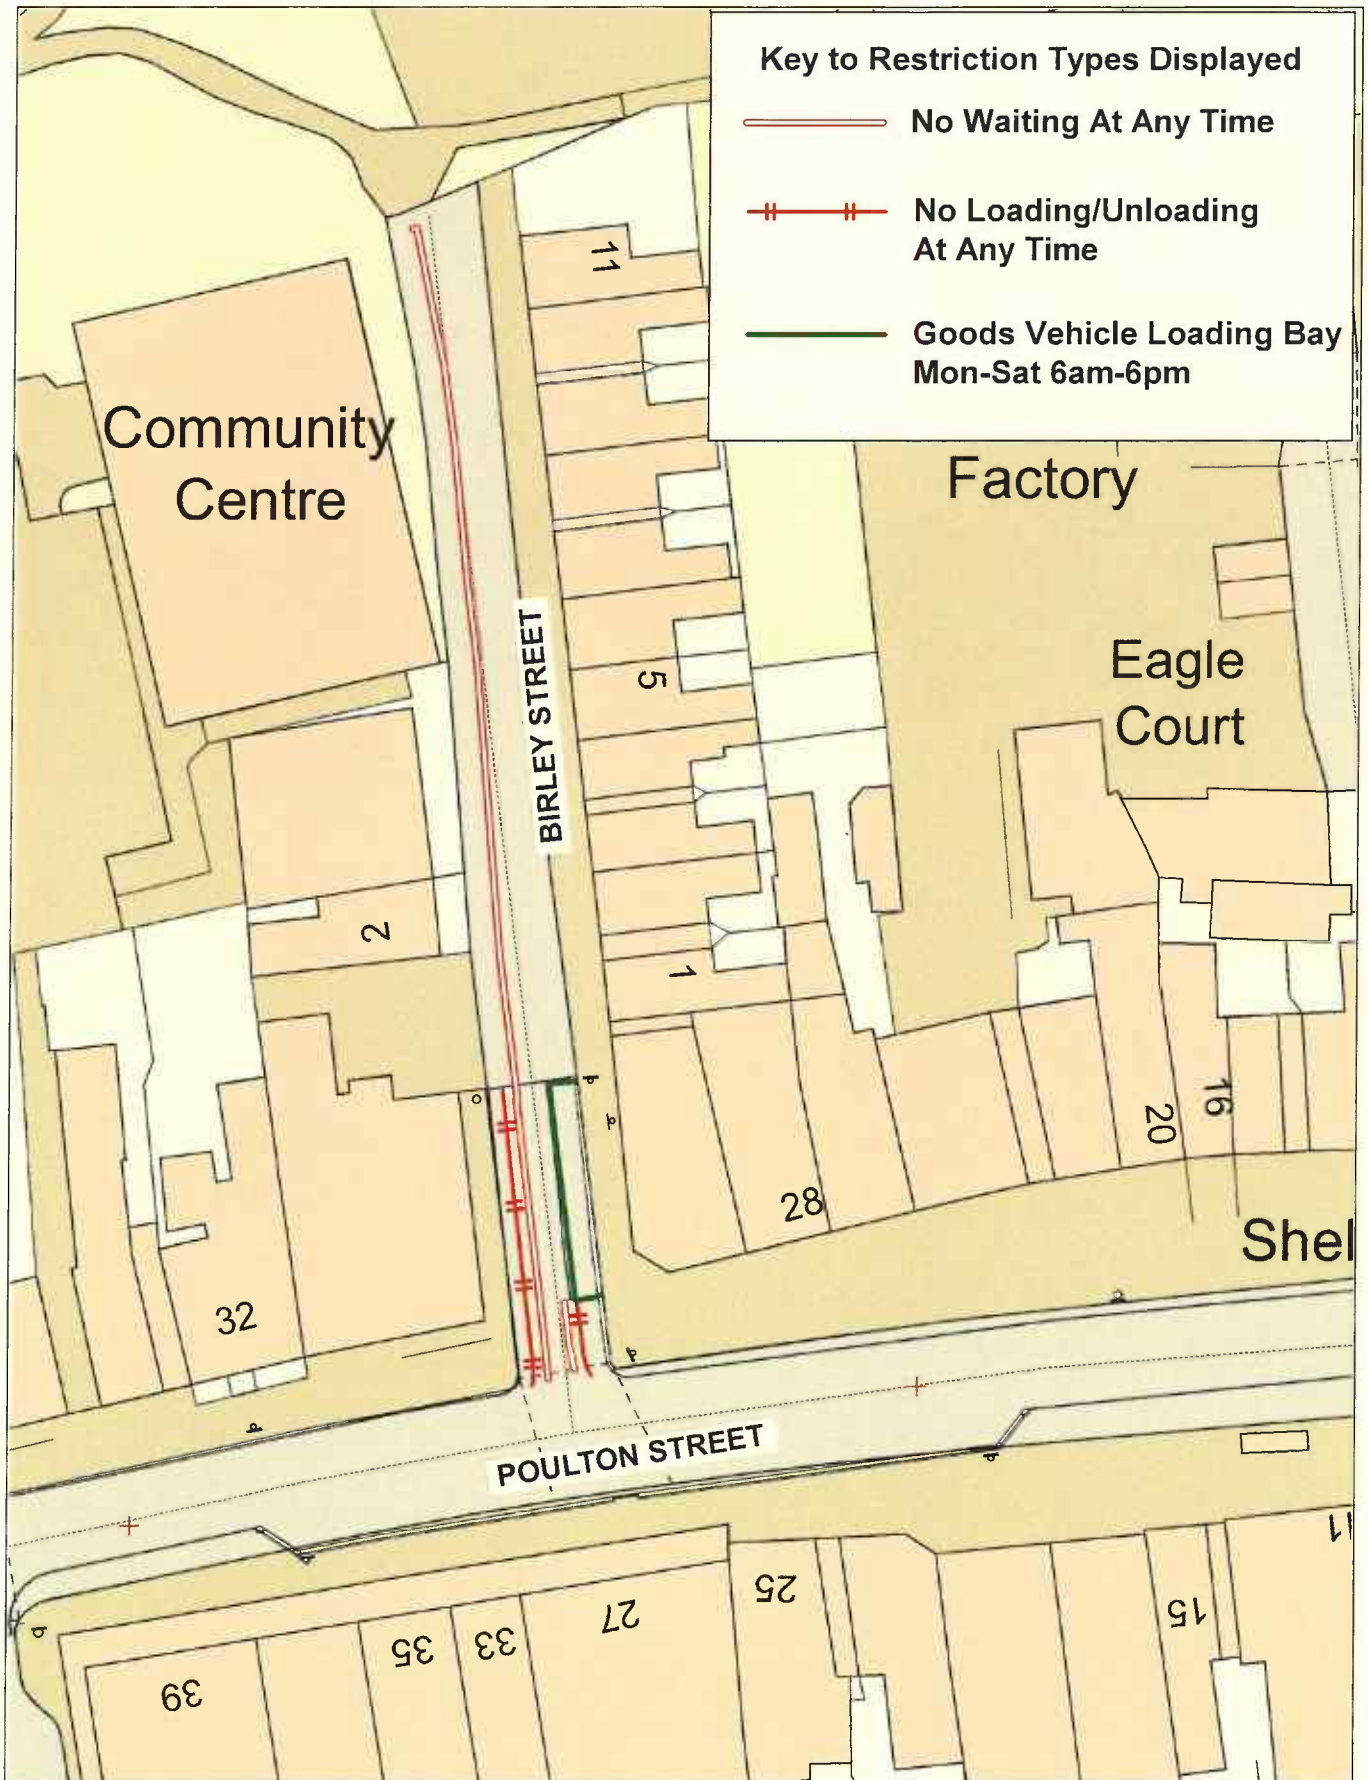 Key to Restriction Types Displayed
No Waiting At Any Time
No Loading/Unloading
At Any Time
Goods Vehicle Loading Bay
Mon-Sat 6am-6pm
11
Community
Centre
Factory
BIRLEY STREET
5
Eagle
Court
2
1
16
20
28
Shel
32
POULTON STREET
11
25
27
15
33
35
39